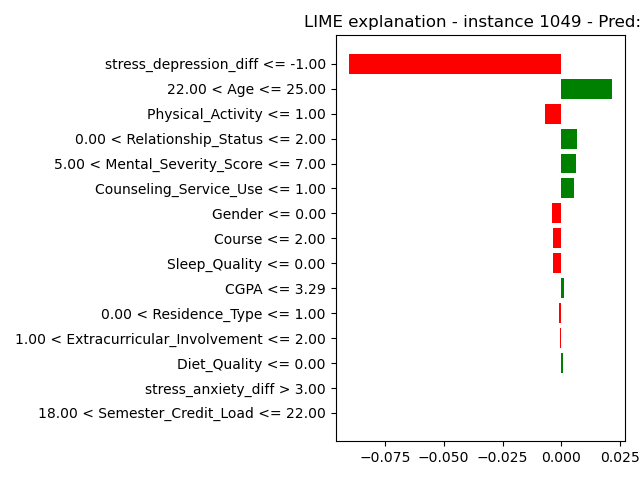 LIME explanation - instance 1049 - Pred:
stress_depression_diff <= -1.00
22.00 < Age <= 25.00
Physical_Activity <= 1.00
0.00 < Relationship_Status <= 2.00
5.00 < Mental_Severity_Score <= 7.00
Counseling_Service_Use <= 1.00
Gender <= 0.00
Course <= 2.00
Sleep_Quality <= 0.00
CGPA <= 3.29
0.00 < Residence_Type <= 1.00
1.00 < Extracurricular_Involvement <= 2.00
Diet_Quality <= 0.00
stress_anxiety_diff > 3.00
18.00 < Semester_Credit_Load <= 22.00
−0.075 −0.050 −0.025 0.000 0.025